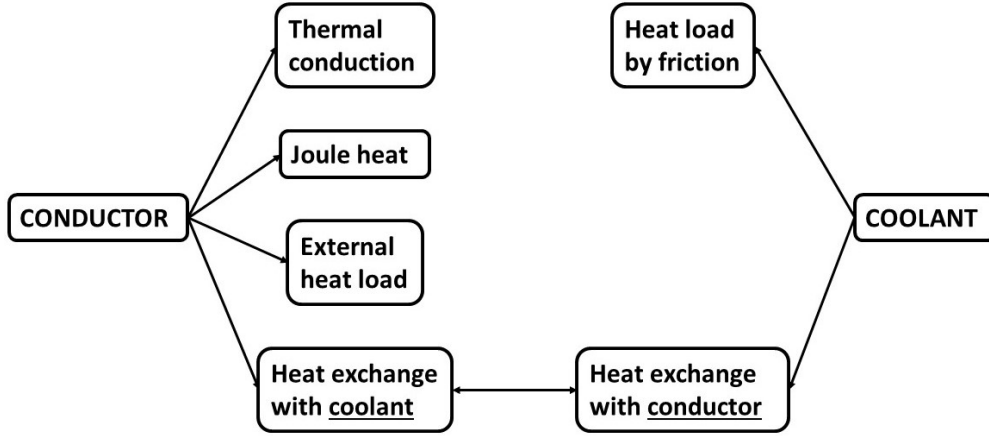 Thermal
conduction
Heat load
by friction
Joule heat
CONDUCTOR
COOLANT
External
heat load
Heat exchange
with coolant
Heat exchange
with conductor